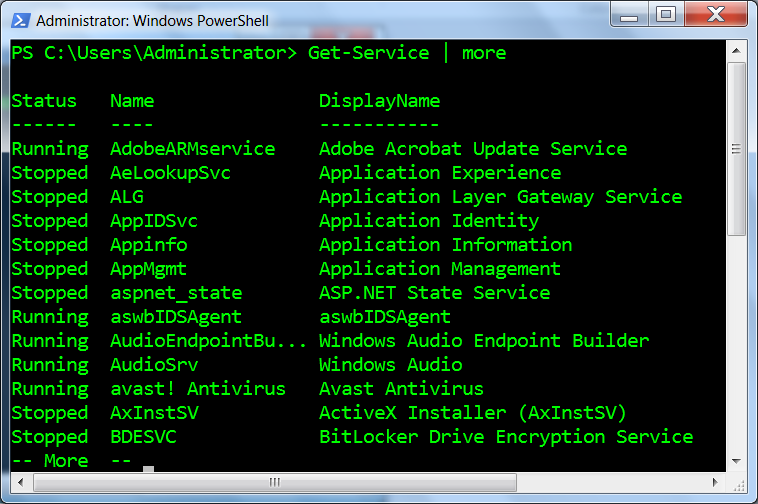 Administrator: Windows PowerShell
PS C:\Users\Administrator> Get-Service | more
Status   Name               DisplayName
------   ----               -----------
Running  AdobeARMservice    Adobe Acrobat Update Service
Stopped  AeLookupSvc        Application Experience
Stopped  ALG                Application Layer Gateway Service
Stopped  AppIDSvc           Application Identity
Stopped  Appinfo            Application Information
Stopped  AppMgmt            Application Management
Stopped  aspnet_state       ASP.NET State Service
Running  aswbIDSAgent       aswbIDSAgent
Running  AudioEndpointBu... Windows Audio Endpoint Builder
Running  AudioSrv           Windows Audio
Running  avast! Antivirus   Avast Antivirus
Stopped  AxInstSV           ActiveX Installer (AxInstSV)
Stopped  BDESVC             BitLocker Drive Encryption Service
-- More  --